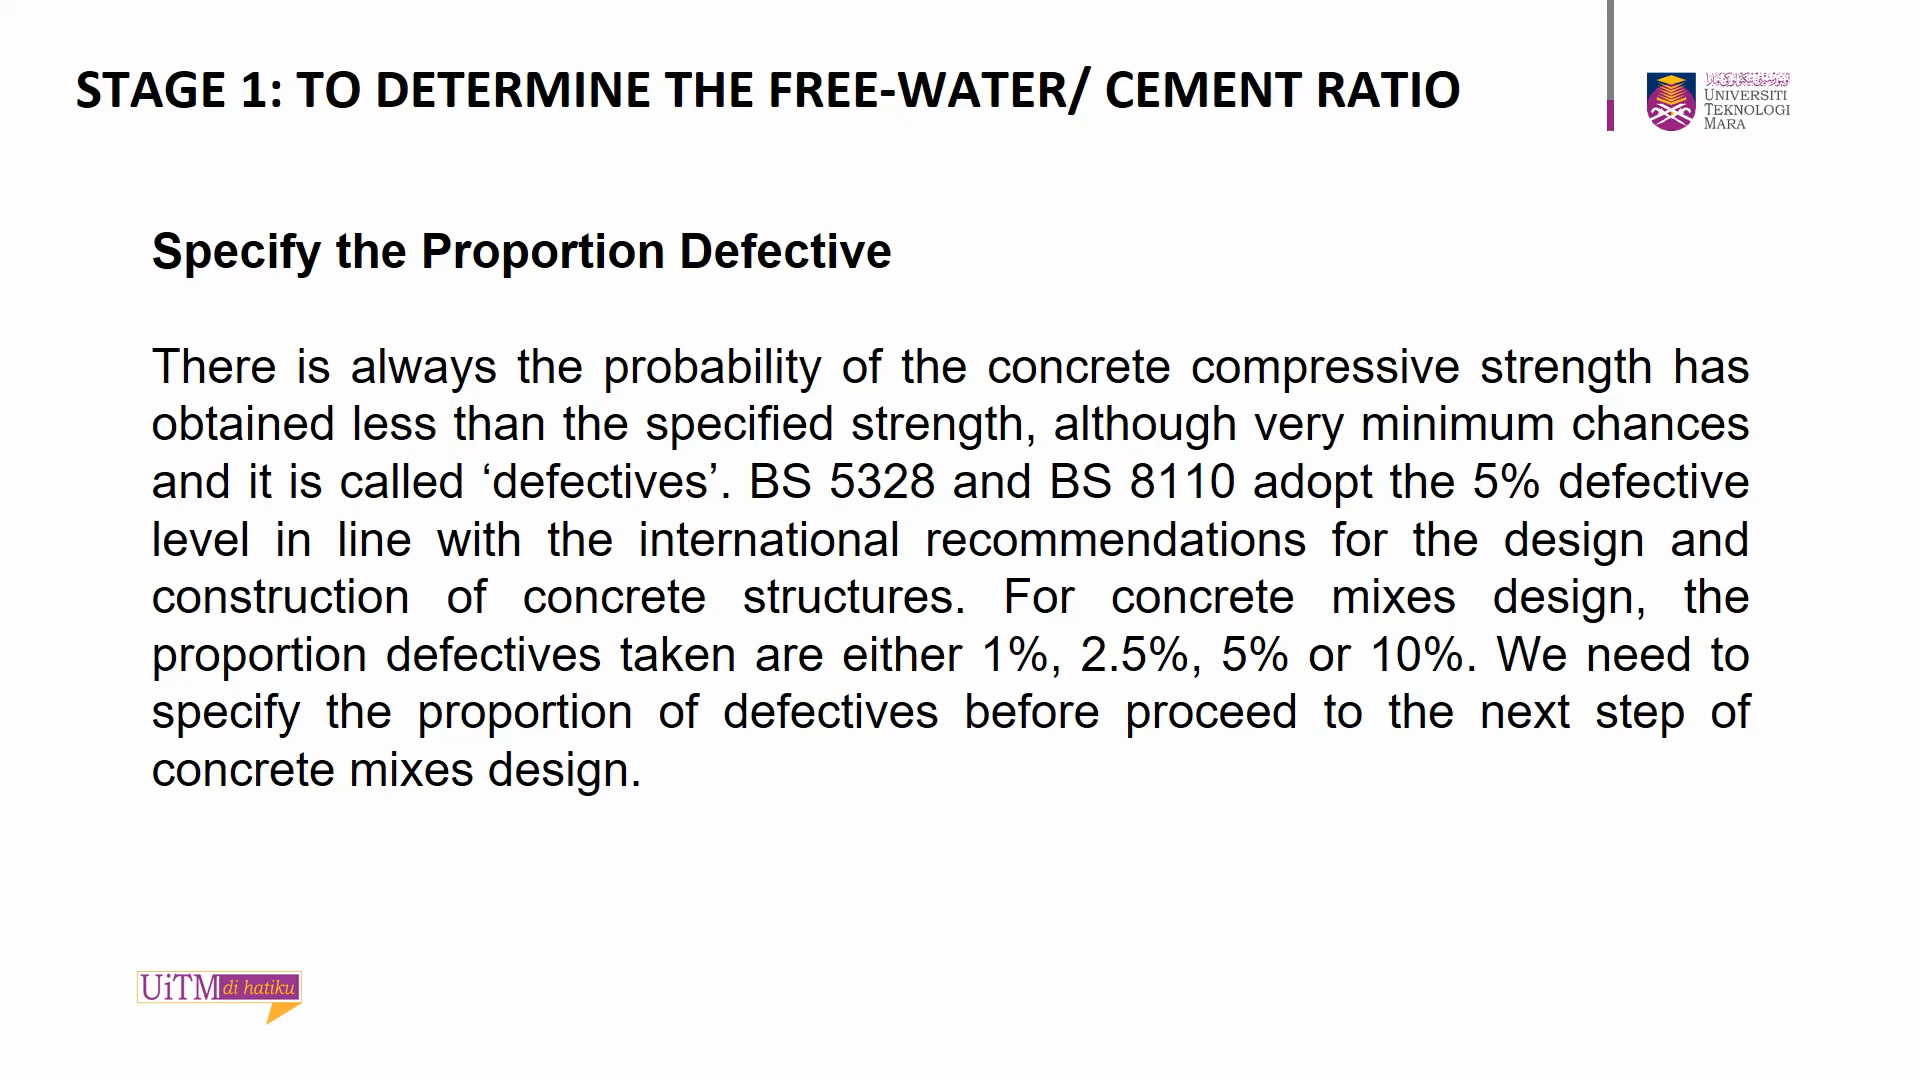 STAGE 1: TO DETERMINE THE FREE-WATER/ CEMENT RATIO
UNIVERSITI
TEKNOLOGI
MARA
Specify the Proportion Defective
There is always the probability of the concrete compressive strength has
obtained less than the specified strength, although very minimum chances
and it is called ‘defectives’. BS 5328 and BS 8110 adopt the 5% defective
level in line with the international recommendations for the design and
construction of concrete structures. For concrete mixes design, the
proportion defectives taken are either 1%, 2.5%, 5% or 10%. We need to
specify the proportion of defectives before proceed to the next step of
concrete mixes design.
UiTM di hatiku